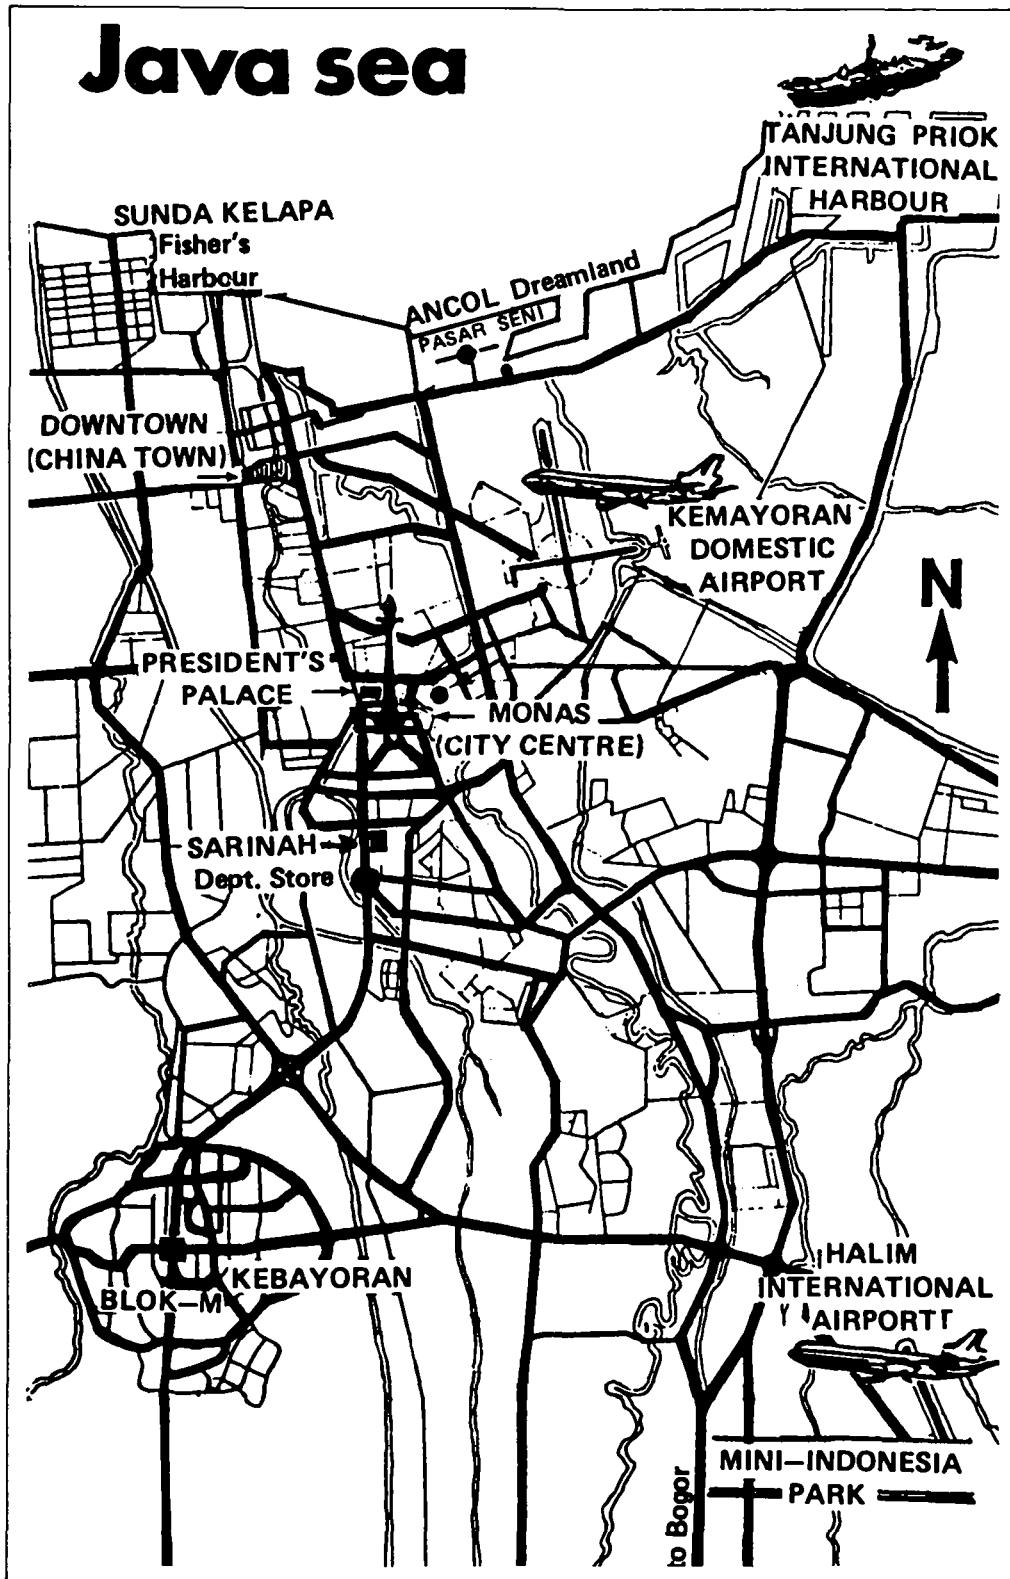 Java sea
TANJUNG PRIOK
INTERNATIONAL
HARBOUR
SUNDA KELAPA
Fisher's
Harbour
ANCOL Dreamland
PASAR SENI
DOWNTOWN
(CHINA TOWN)
KEMAYORAN
DOMESTIC
AIRPORT
N
PRESIDENT'S
PALACE
MONAS
(CITY CENTRE)
SARINAH
Dept. Store
KEBAYORAN
BLOK-M
HALIM
INTERNATIONAL
AIRPORT
MINI-INDONESIA
PARK
to Bogor